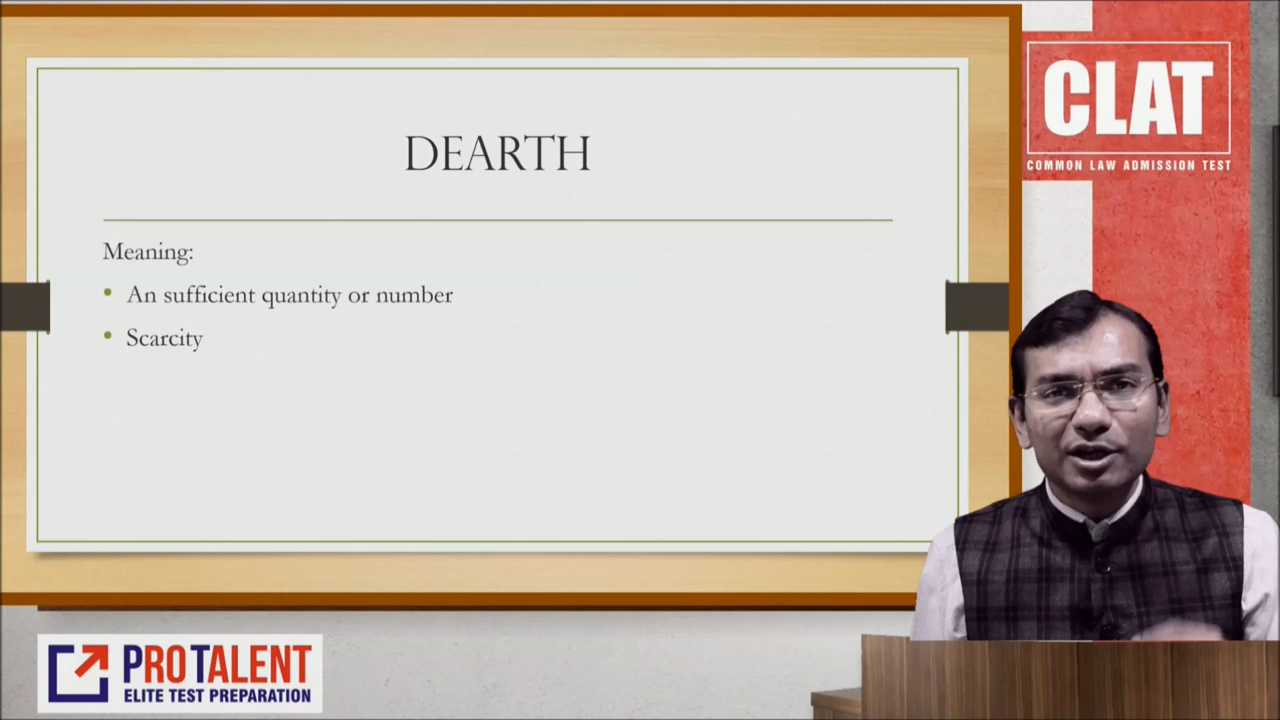 DEARTH
Meaning:
• An sufficient quantity or number
• Scarcity
CLAT
COMMON LAW ADMISSION TEST
PROTALENT
ELITE TEST PREPARATION